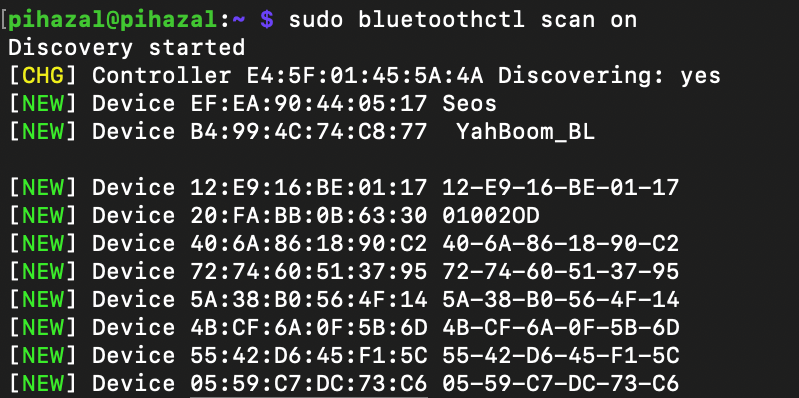 [pihazal@pihazal:~ $ sudo bluetoothctl scan on
Discovery started
[CHG] Controller E4:5F:01:45:5A:4A Discovering: yes
[NEW] Device EF:EA:90:44:05:17 Seos
[NEW] Device B4:99:4C:74:C8:77  YahBoom_BL
[NEW] Device 12:E9:16:BE:01:17 12-E9-16-BE-01-17
[NEW] Device 20:FA:BB:0B:63:30 01002OD
[NEW] Device 40:6A:86:18:90:C2 40-6A-86-18-90-C2
[NEW] Device 72:74:60:51:37:95 72-74-60-51-37-95
[NEW] Device 5A:38:B0:56:4F:14 5A-38-B0-56-4F-14
[NEW] Device 4B:CF:6A:0F:5B:6D 4B-CF-6A-0F-5B-6D
[NEW] Device 55:42:D6:45:F1:5C 55-42-D6-45-F1-5C
[NEW] Device 05:59:C7:DC:73:C6 05-59-C7-DC-73-C6